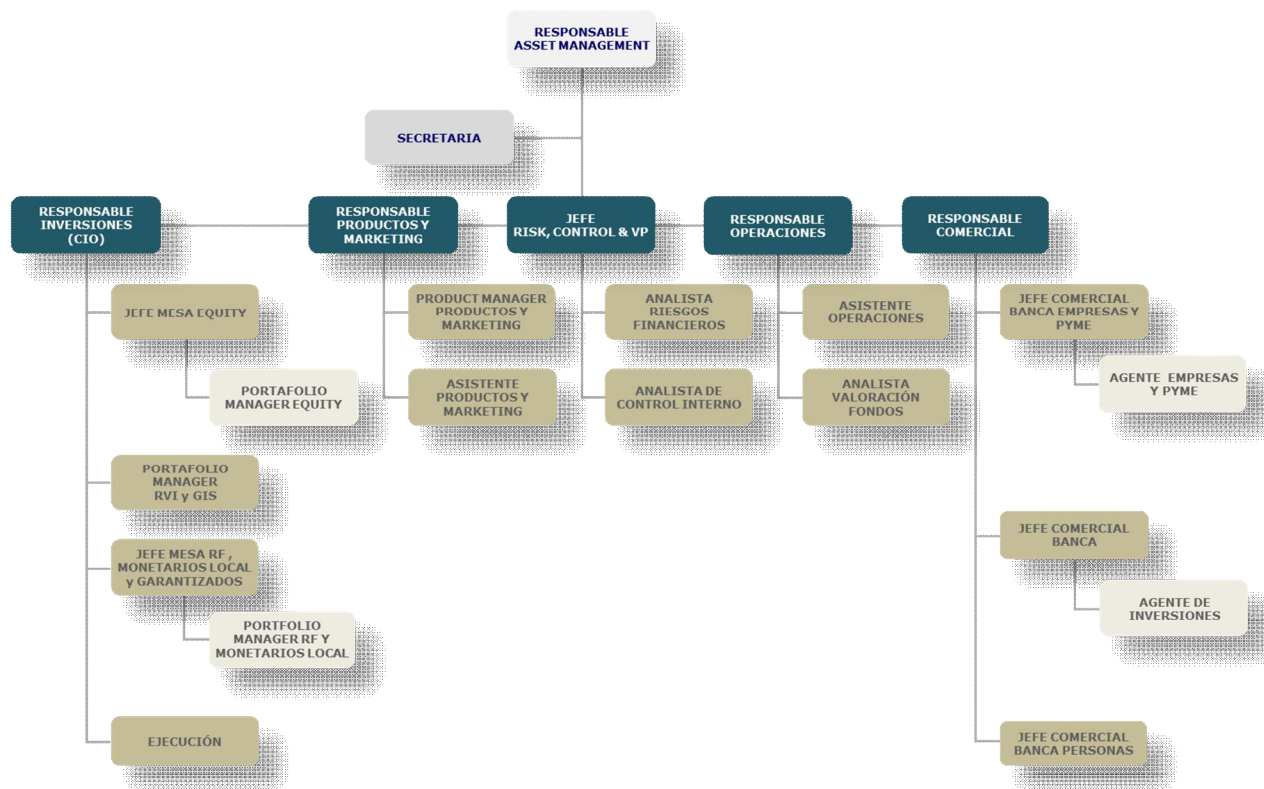 RESPONSABLE
ASSET MANAGEMENT
SECRETARIA
RESPONSABLE
INVERSIONES
(CIO)
RESPONSABLE
PRODUCTOS Y
MARKETING
JEFE
RISK, CONTROL & VP
RESPONSABLE
OPERACIONES
RESPONSABLE
COMERCIAL
JEFE MESA EQUITY
PORTAFOLIO
MANAGER EQUITY
PORTAFOLIO
MANAGER
RVI y GIS
JEFE MESA RF ,
MONETARIOS LOCAL
y GARANTIZADOS
PORTFOLIO
MANAGER RF Y
MONETARIOS LOCAL
EJECUCIÓN
PRODUCT MANAGER
PRODUCTOS Y
MARKETING
ASISTENTE
PRODUCTOS Y
MARKETING
ANALISTA
RIESGOS
FINANCIEROS
ANALISTA DE
CONTROL INTERNO
ASISTENTE
OPERACIONES
ANALISTA
VALORACIÓN
FONDOS
JEFE COMERCIAL
BANCA EMPRESAS Y
PYME
AGENTE EMPRESAS
Y PYME
JEFE COMERCIAL
BANCA
AGENTE DE
INVERSIONES
JEFE COMERCIAL
BANCA PERSONAS